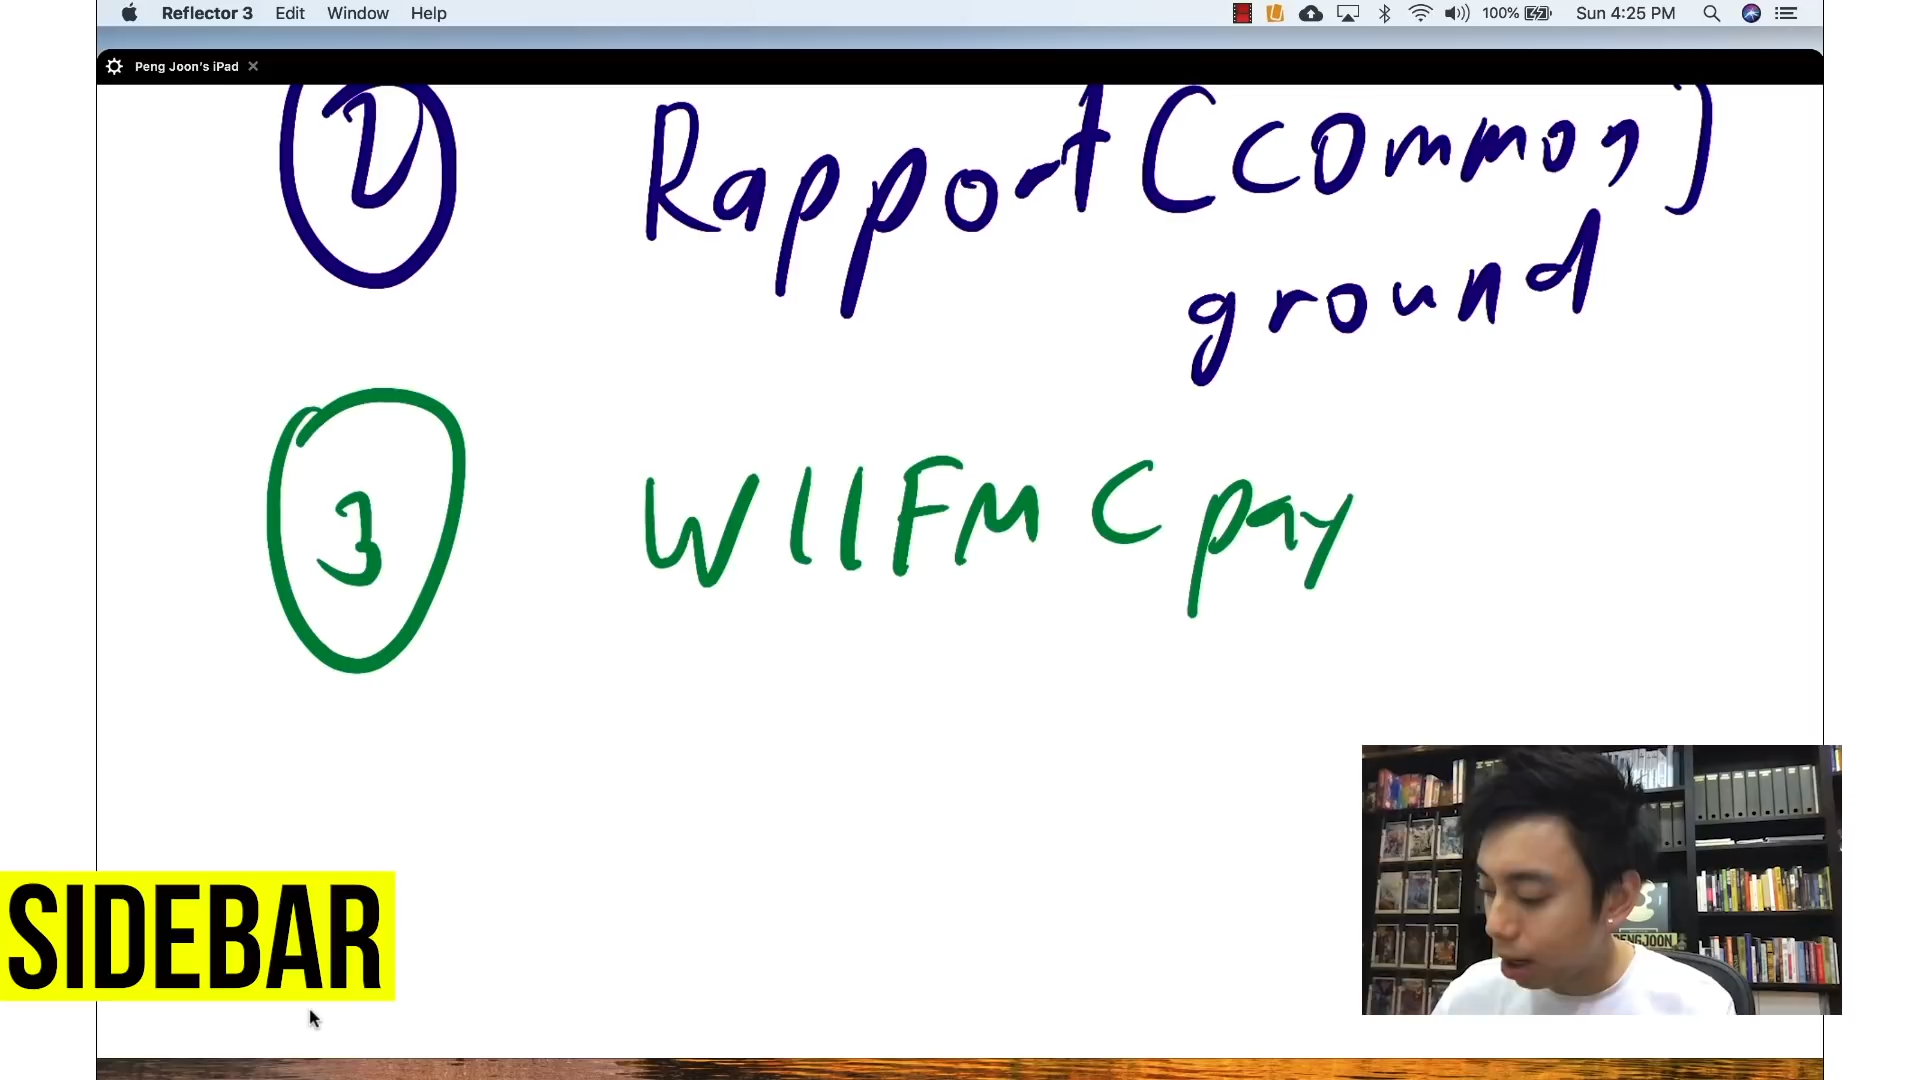 Reflector 3 Edit Window Help 100% Sun 4:25 PM
Peng Joon's iPad
2 Rapport (common)
ground
3 WIIFM C pay
PENGJOON
SIDEBAR